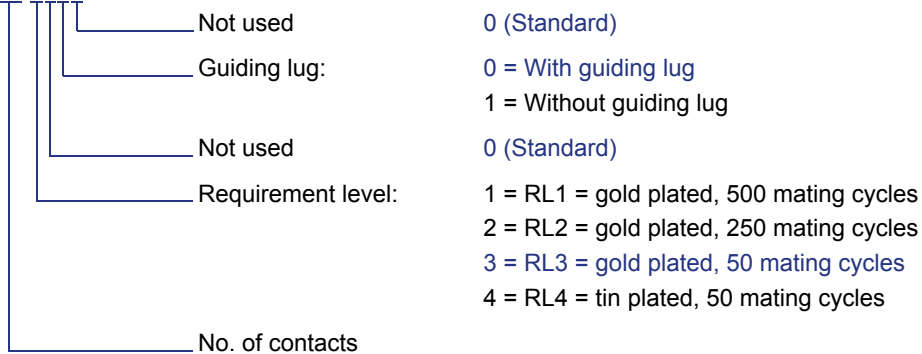 Not used 0 (Standard)
Guiding lug: 0 = With guiding lug
1 = Without guiding lug
Not used 0 (Standard)
Requirement level: 1 = RL1 = gold plated, 500 mating cycles
2 = RL2 = gold plated, 250 mating cycles
3 = RL3 = gold plated, 50 mating cycles
4 = RL4 = tin plated, 50 mating cycles
No. of contacts